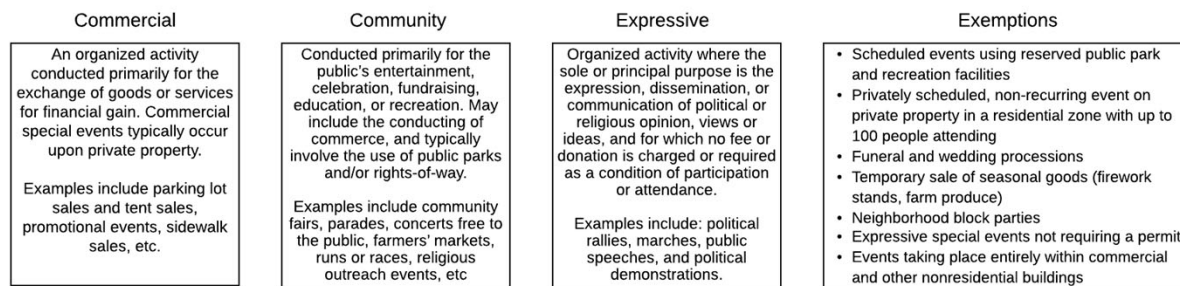 Commercial
An organized activity
conducted primarily for the
exchange of goods or services
for financial gain. Commercial
special events typically occur
upon private property.
Examples include parking lot
sales and tent sales,
promotional events, sidewalk
sales, etc.
Community
Conducted primarily for the
public's entertainment,
celebration, fundraising,
education, or recreation. May
include the conducting of
commerce, and typically
involve the use of public parks
and/or rights-of-way.
Examples include community
fairs, parades, concerts free to
the public, farmers' markets,
runs or races, religious
outreach events, etc
Expressive
Organized activity where the
sole or principal purpose is the
expression, dissemination, or
communication of political or
religious opinion, views or
ideas, and for which no fee or
donation is charged or required
as a condition of participation
or attendance.
Examples include: political
rallies, marches, public
speeches, and political
demonstrations.
Exemptions
• Scheduled events using reserved public park
and recreation facilities
• Privately scheduled, non-recurring event on
private property in a residential zone with up to
100 people attending
• Funeral and wedding processions
• Temporary sale of seasonal goods (firework
stands, farm produce)
• Neighborhood block parties
• Expressive special events not requiring a permit
• Events taking place entirely within commercial
and other nonresidential buildings